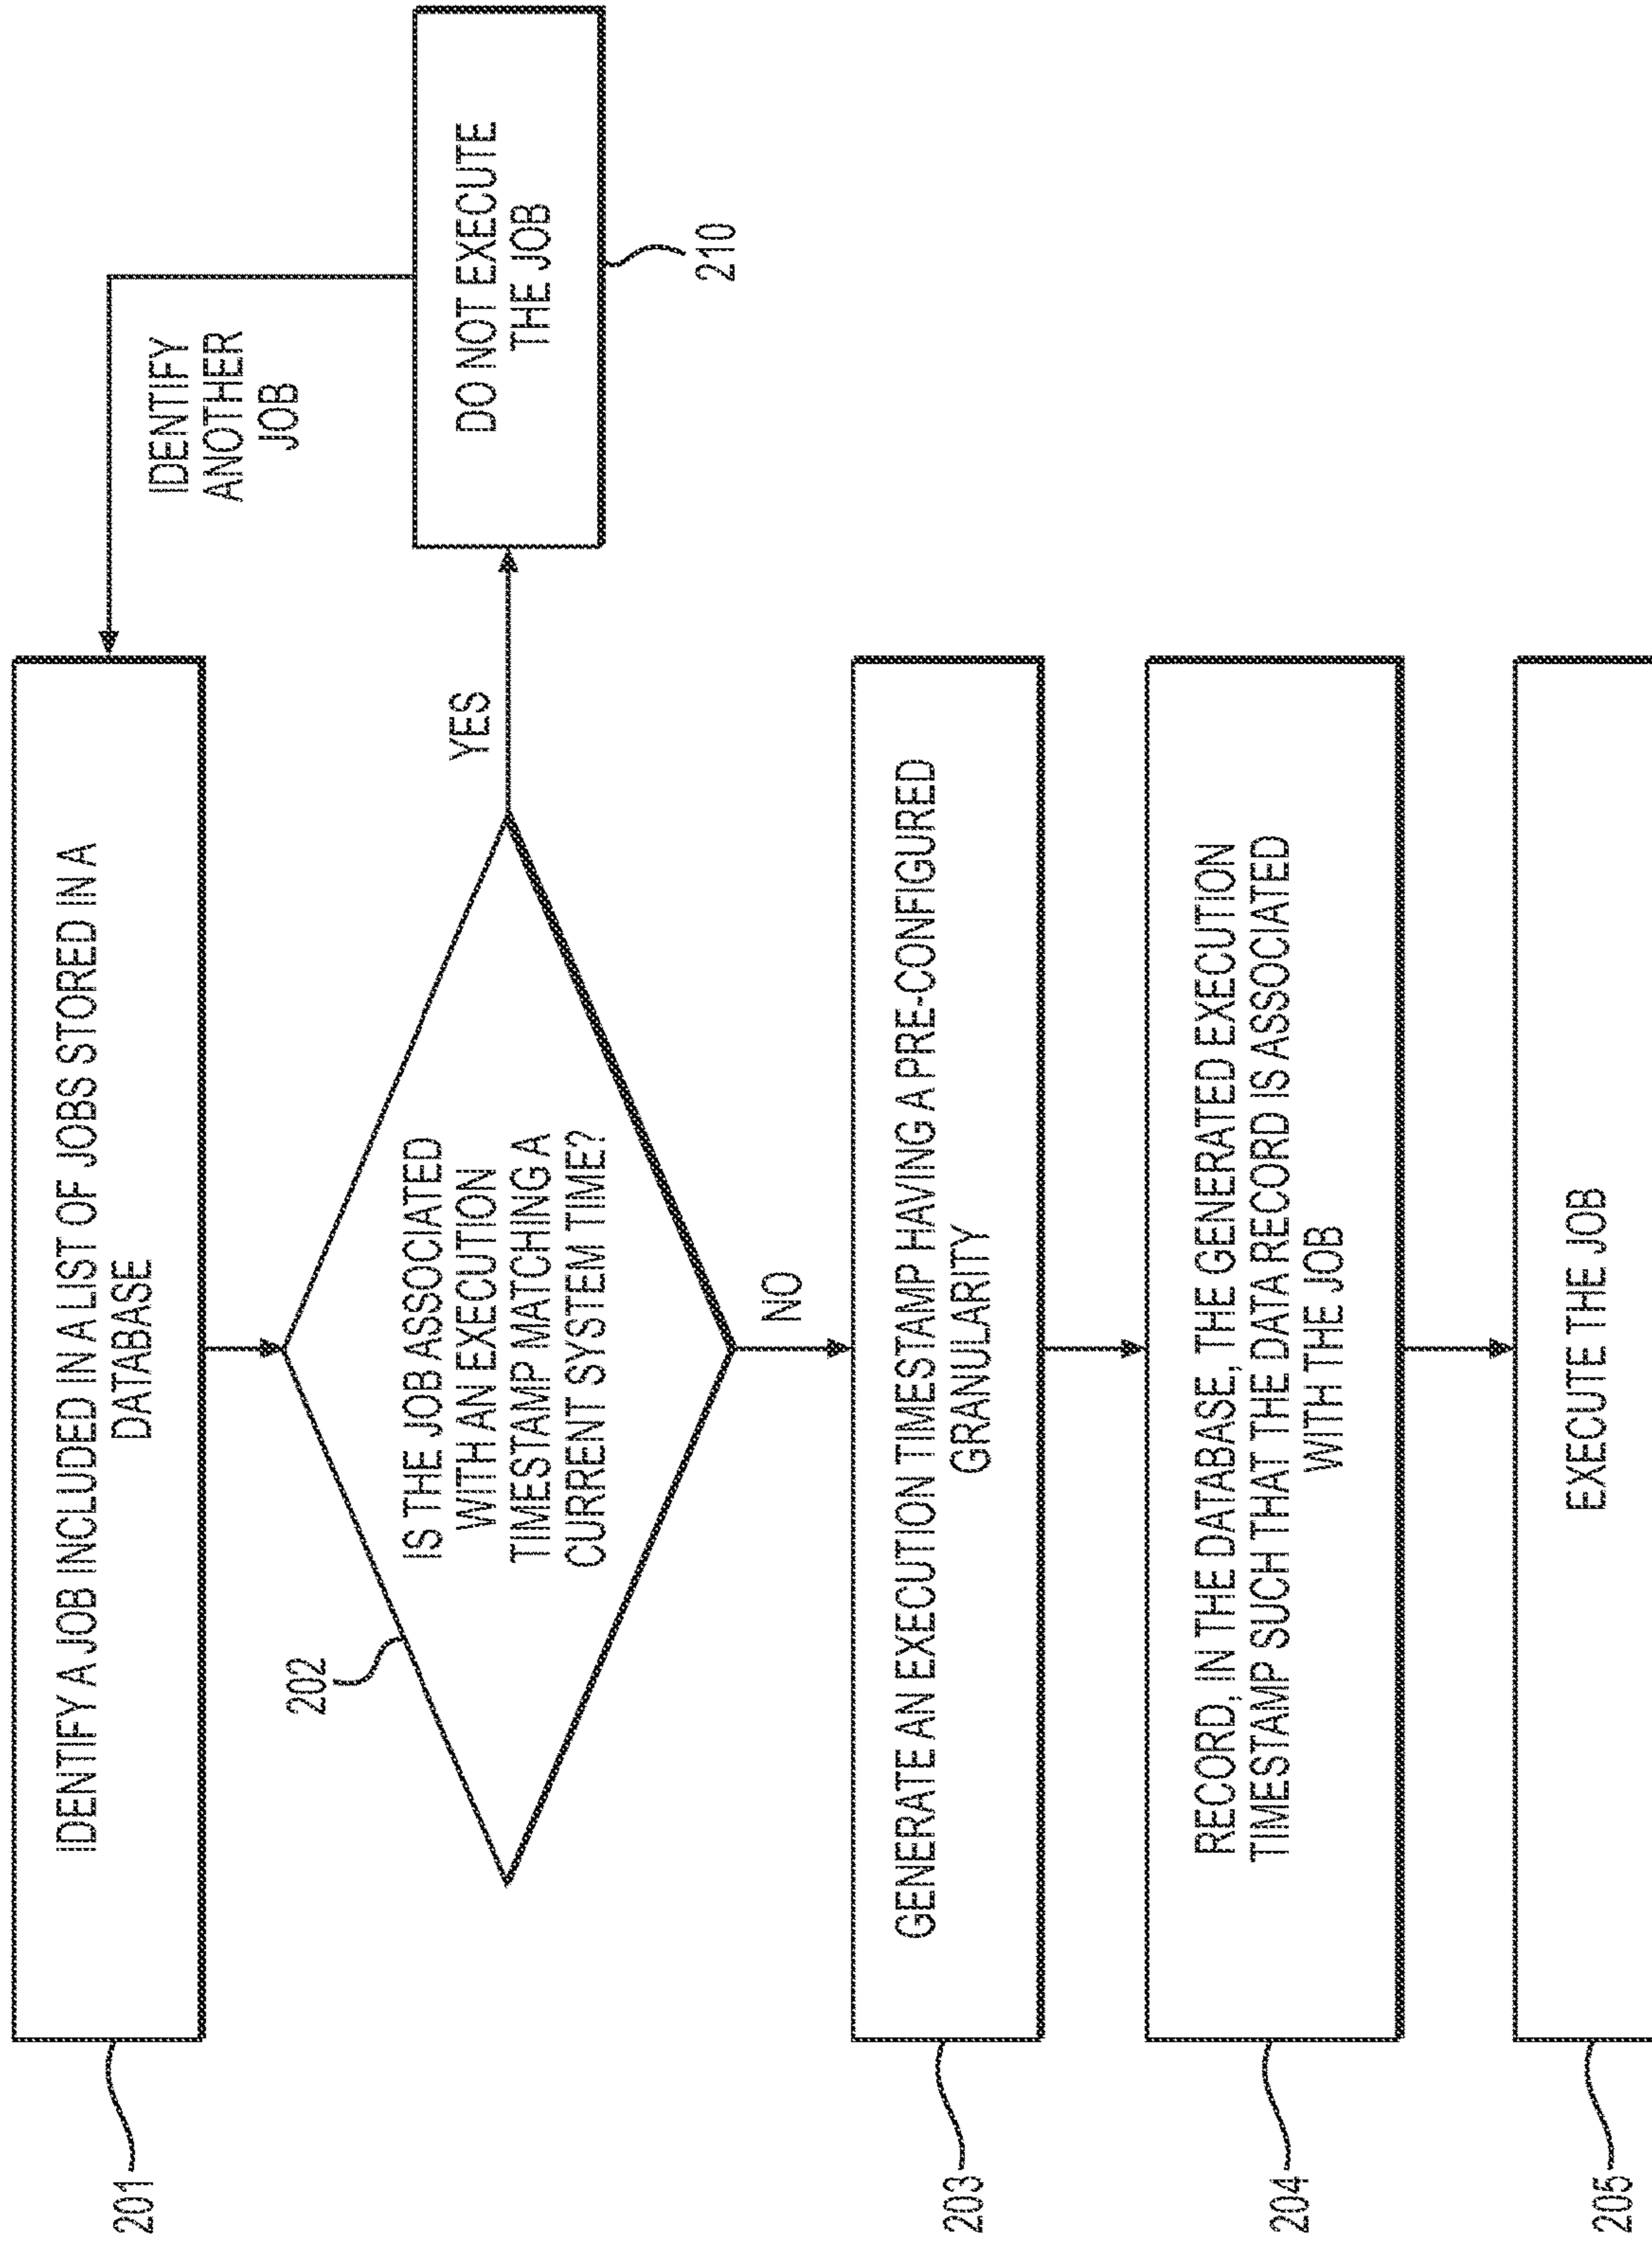 201
IDENTIFY A JOB INCLUDED IN A LIST OF JOBS STORED IN A
DATABASE
IDENTIFY
ANOTHER
JOB
202
IS THE JOB ASSOCIATED
WITH AN EXECUTION
TIMESTAMP MATCHING A
CURRENT SYSTEM TIME?
YES
DO NOT EXECUTE
THE JOB
210
NO
203
GENERATE AN EXECUTION TIMESTAMP HAVING A PRE-CONFIGURED
GRANULARITY
204
RECORD, IN THE DATABASE, THE GENERATED EXECUTION
TIMESTAMP SUCH THAT THE DATA RECORD IS ASSOCIATED
WITH THE JOB
205
EXECUTE THE JOB